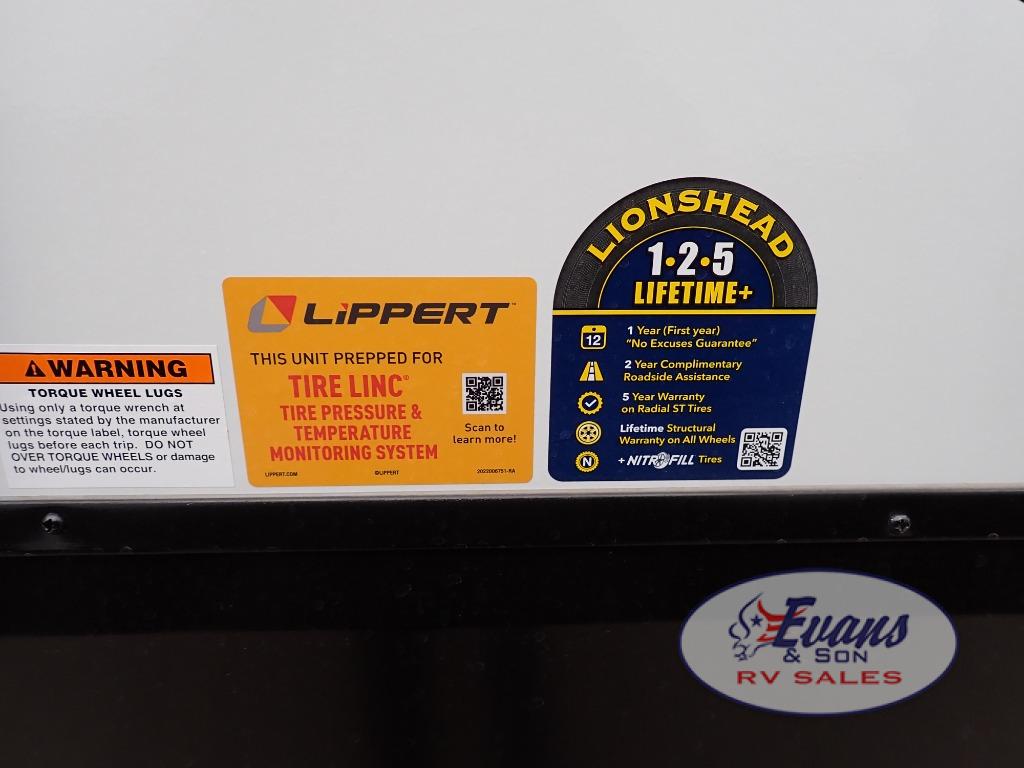 WARNING
TORQUE WHEEL LUGS
Using only a torque wrench at
settings stated by the manufacturer
on the torque label, torque wheel
lugs before each trip. DO NOT
OVER TORQUE WHEELS or damage
to wheel/lugs can occur.
LiPPERT™
THIS UNIT PREPPED FOR
TIRE LINC®
TIRE PRESSURE &
TEMPERATURE
MONITORING SYSTEM
Scan to
learn more!
LIPPERT.COM
©LIPPERT
2022006751-RA
LIONSHEAD
1•2•5
LIFETIME+
12
1 Year (First year)
"No Excuses Guarantee"
2 Year Complimentary
Roadside Assistance
5 Year Warranty
on Radial ST Tires
Lifetime Structural
Warranty on All Wheels
N
+ NITROFILL Tires
Evans
& SON
RV SALES